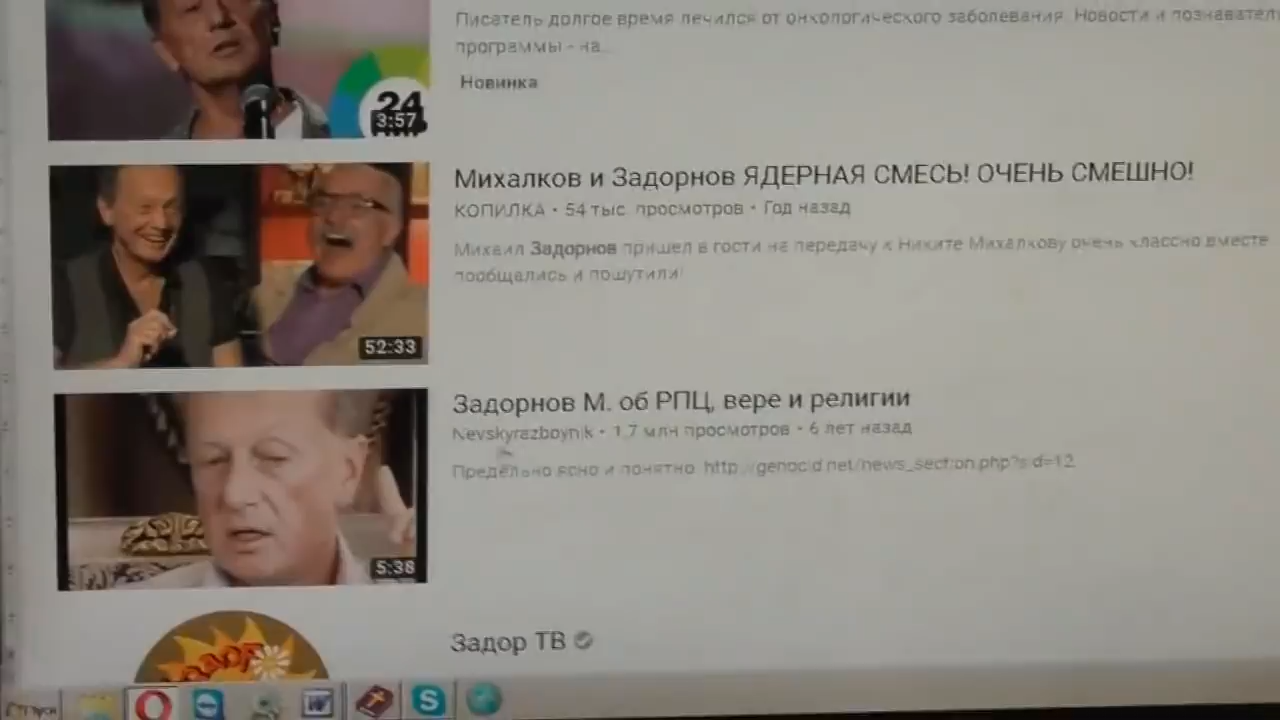 Писатель долгое время лечился от онкологического заболевания. Новости и познавател
программы - на...
Новинка
24
3:57
Михалков и Задорнов ЯДЕРНАЯ СМЕСЬ! ОЧЕНЬ СМЕШНО!
КОПИЛКА • 54 тыс. просмотров • Год назад
Михаил Задорнов пришел в гости на передачу к Никите Михалкову очень классно вместе
пообщались и пошутили!
52:33
Задорнов М. об РПЦ, вере и религии
Nevskyrazboynik • 1,7 млн просмотров • 6 лет назад
Предельно ясно и понятно. http://genocid.net/news_section.php?s_id=12
5:38
Задор ТВ
Задор
Пуск